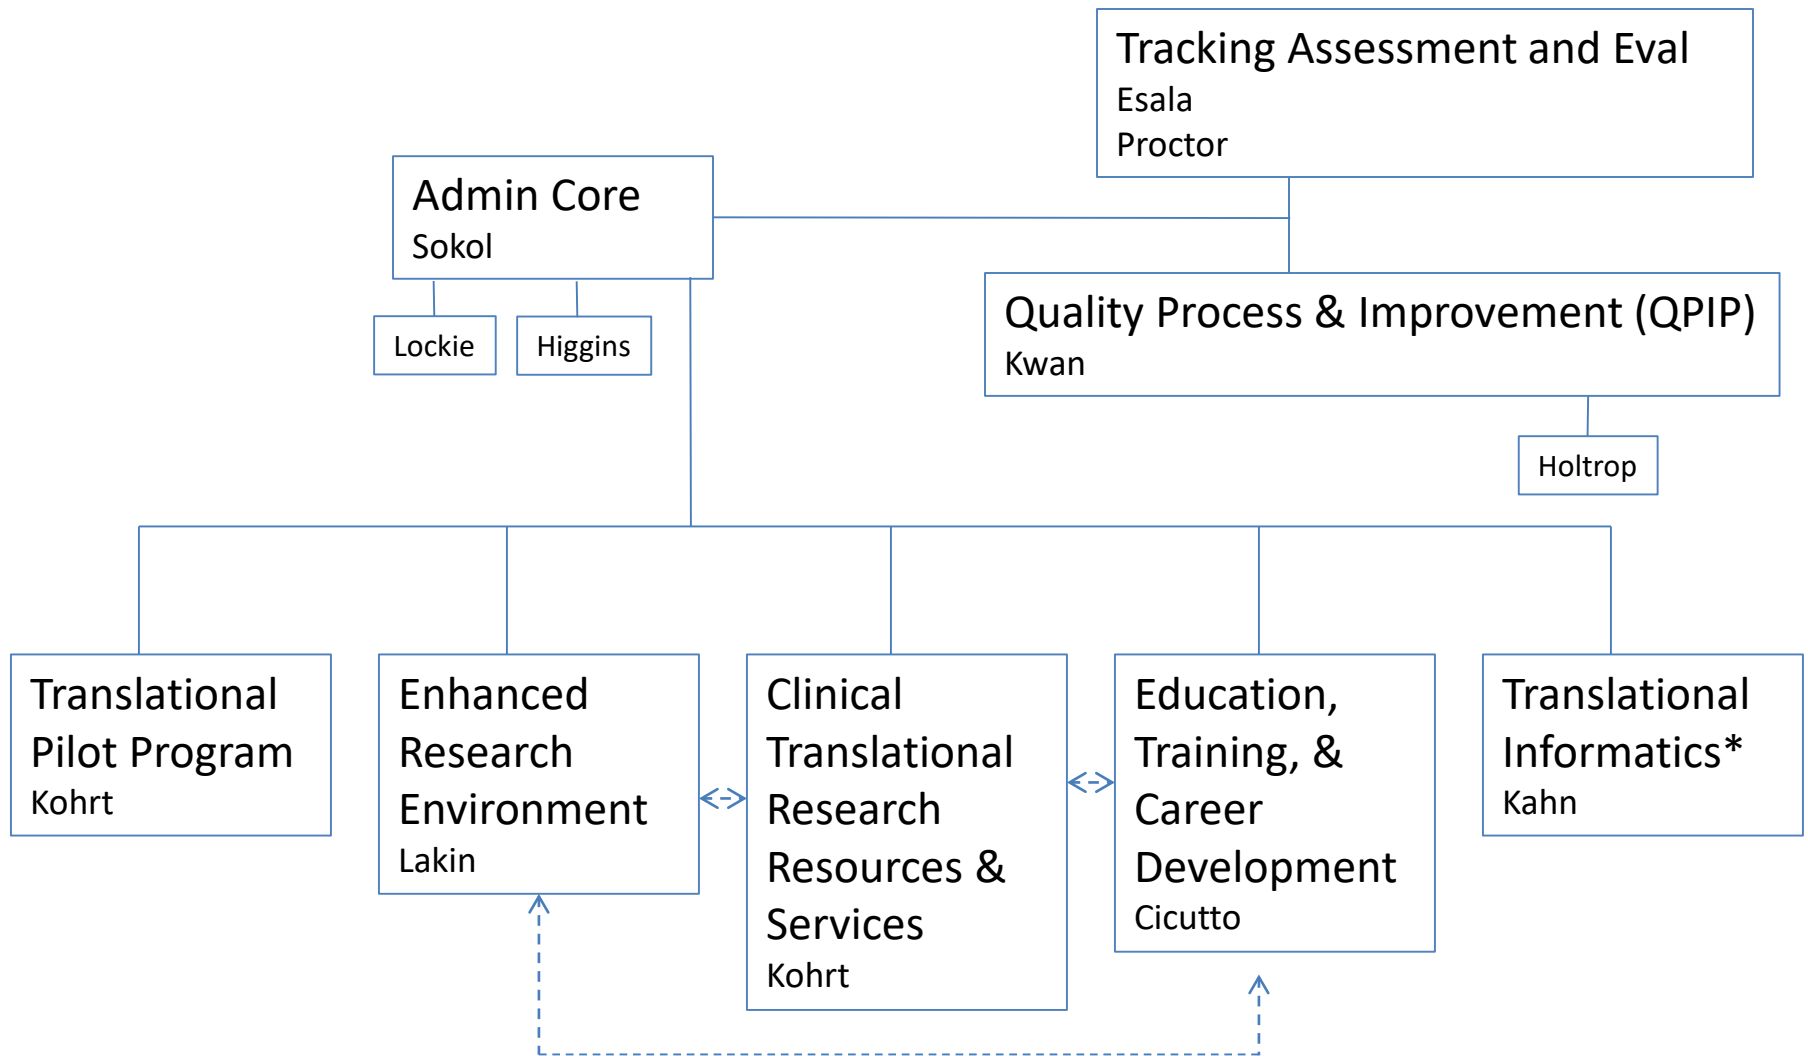 Tracking Assessment and Eval
Esala
Proctor
Admin Core
Sokol
Lockie
Higgins
Quality Process & Improvement (QPIP)
Kwan
Holtrop
Translational
Pilot Program
Kohrt
Enhanced
Research
Environment
Lakin
Clinical
Translational
Research
Resources &
Services
Kohrt
Education,
Training, &
Career
Development
Cicutto
Translational
Informatics*
Kahn